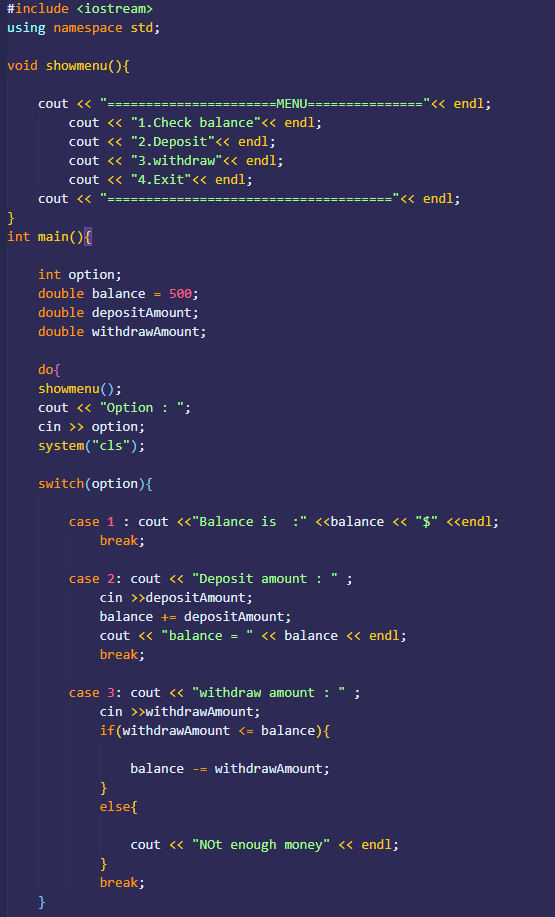 #include <iostream>
using namespace std;
void showmenu(){
cout << "======================MENU==============="<< endl;
cout << "1.Check balance"<< endl;
cout << "2.Deposit"<< endl;
cout << "3.withdraw"<< endl;
cout << "4.Exit"<< endl;
cout << "====================================="<< endl;
}
int main(){
int option;
double balance = 500;
double depositAmount;
double withdrawAmount;
do{
showmenu();
cout << "Option : ";
cin >> option;
system("cls");
switch(option){
case 1 : cout <<"Balance is  :" <<balance << "$" <<endl;
break;
case 2: cout << "Deposit amount : " ;
cin >>depositAmount;
balance += depositAmount;
cout << "balance = " << balance << endl;
break;
case 3: cout << "withdraw amount : " ;
cin >>withdrawAmount;
if(withdrawAmount <= balance){
balance -= withdrawAmount;
}
else{
cout << "NOt enough money" << endl;
}
break;
}